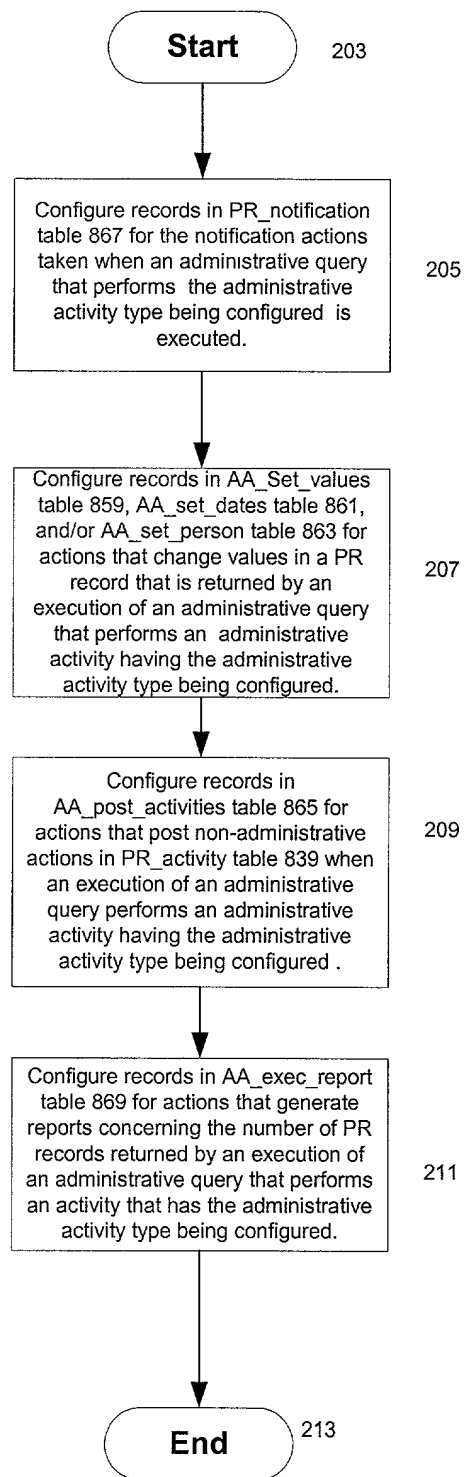 Start
203
Configure records in PR_notification
table 867 for the notification actions
taken when an administrative query
that performs the administrative
activity type being configured is
executed.
205
Configure records in AA_Set_values
table 859, AA_set_dates table 861,
and/or AA_set_person table 863 for
actions that change values in a PR
record that is returned by an
execution of an administrative query
that performs an administrative
activity having the administrative
activity type being configured.
207
Configure records in
AA_post_activities table 865 for
actions that post non-administrative
actions in PR_activity table 839 when
an execution of an administrative
query performs an administrative
activity having the administrative
activity type being configured .
209
Configure records in AA_exec_report
table 869 for actions that generate
reports concerning the number of PR
records returned by an execution of
an administrative query that performs
an activity that has the administrative
activity type being configured.
211
End
213